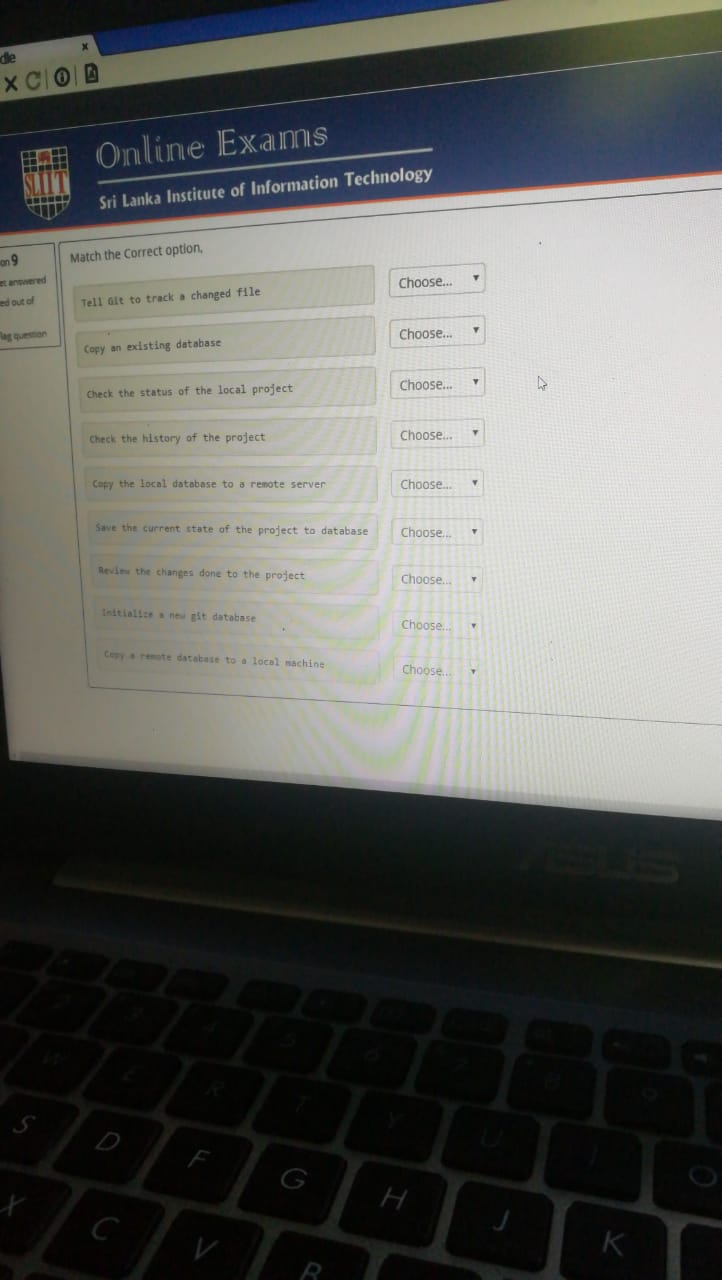 dle
x
SLIIT
Online Exams
Sri Lanka Institute of Information Technology
on 9
et answered
ed out of
lag question
Match the Correct option,
Tell Git to track a changed file Choose...
Copy an existing database Choose...
Check the status of the local project Choose...
Check the history of the project Choose...
Copy the local database to a remote server Choose...
Save the current state of the project to database Choose...
Review the changes done to the project Choose...
Initialize a new git database Choose...
Copy a remote database to a local machine Choose...
ASUS
W E R T Y U I O
S D F G H J K
X C V B